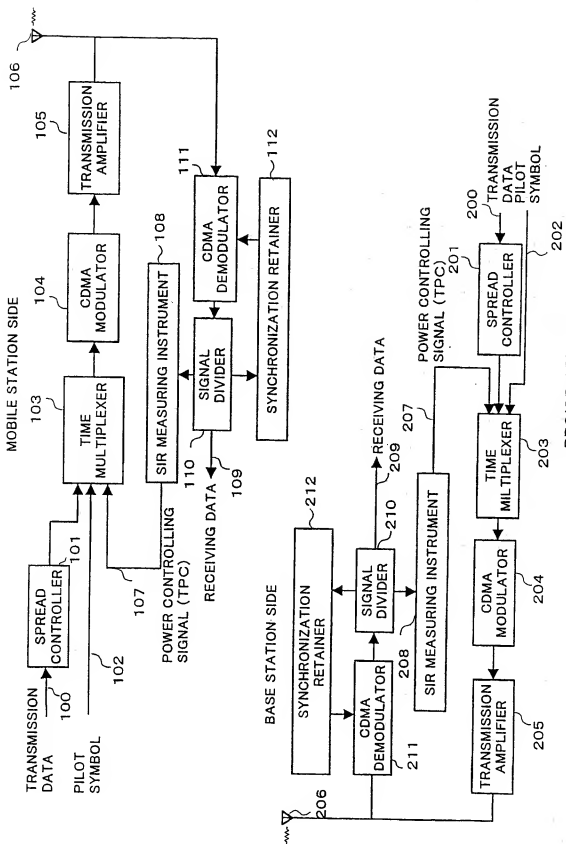 MOBILE STATION SIDE
TRANSMISSION
DATA
100
SPREAD
CONTROLLER
101
PILOT
SYMBOL
102
TIME
MULTIPLEXER
103
CDMA
MODULATOR
104
TRANSMISSION
AMPLIFIER
105
106
107
POWER CONTROLLING
SIGNAL (TPC)
SIR MEASURING INSTRUMENT
108
RECEIVING DATA
109
110
SIGNAL
DIVIDER
CDMA
DEMODULATOR
111
SYNCHRONIZATION RETAINER
112
BASE STATION SIDE
206
SYNCHRONIZATION
RETAINER
212
CDMA
DEMODULATOR
211
SIGNAL
DIVIDER
210
RECEIVING DATA
209
208
SIR MEASURING INSTRUMENT
207
POWER CONTROLLING
SIGNAL (TPC)
TRANSMISSION
AMPLIFIER
205
CDMA
MODULATOR
204
TIME
MILTIPLEXER
203
SPREAD
CONTROLLER
201
200
TRANSMISSION
DATA
PILOT
SYMBOL
202